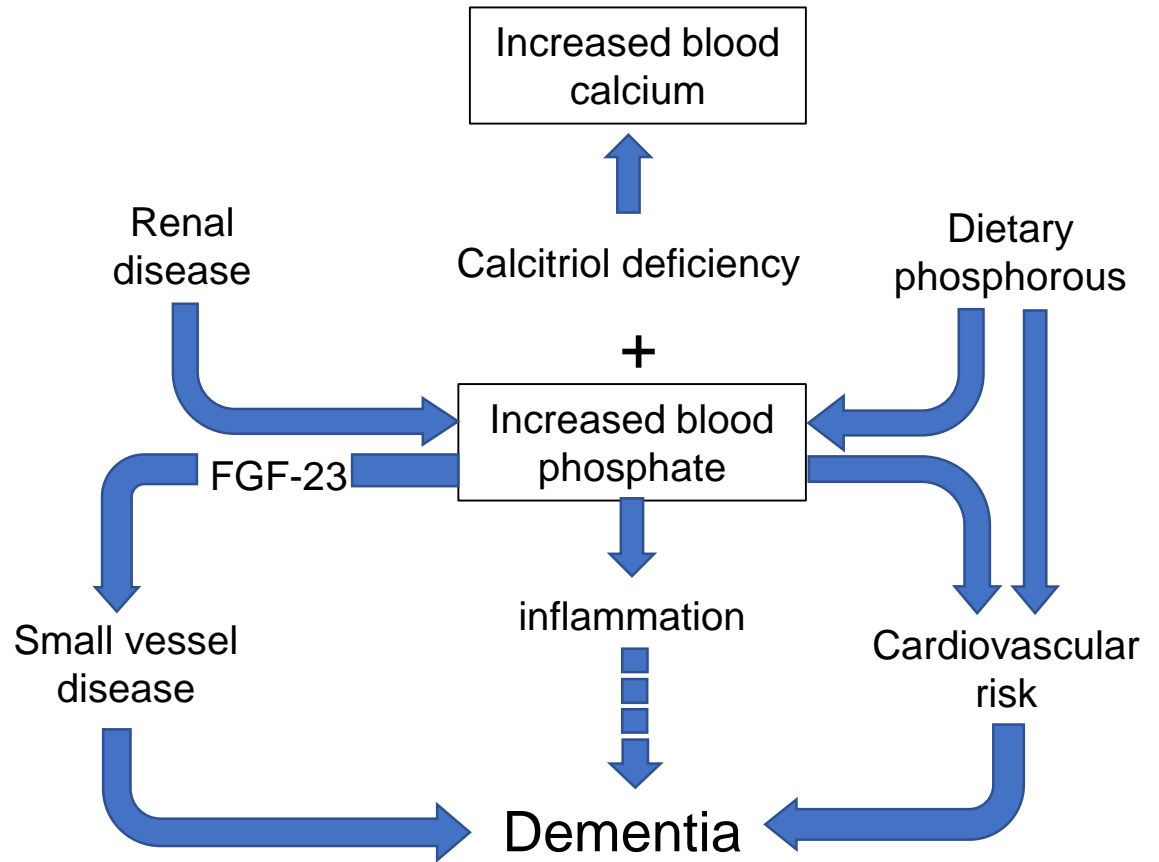 Increased blood
calcium
Renal
disease
Calcitriol deficiency
Dietary
phosphorous
+
Increased blood
phosphate
FGF-23
inflammation
Small vessel
disease
Cardiovascular
risk
Dementia